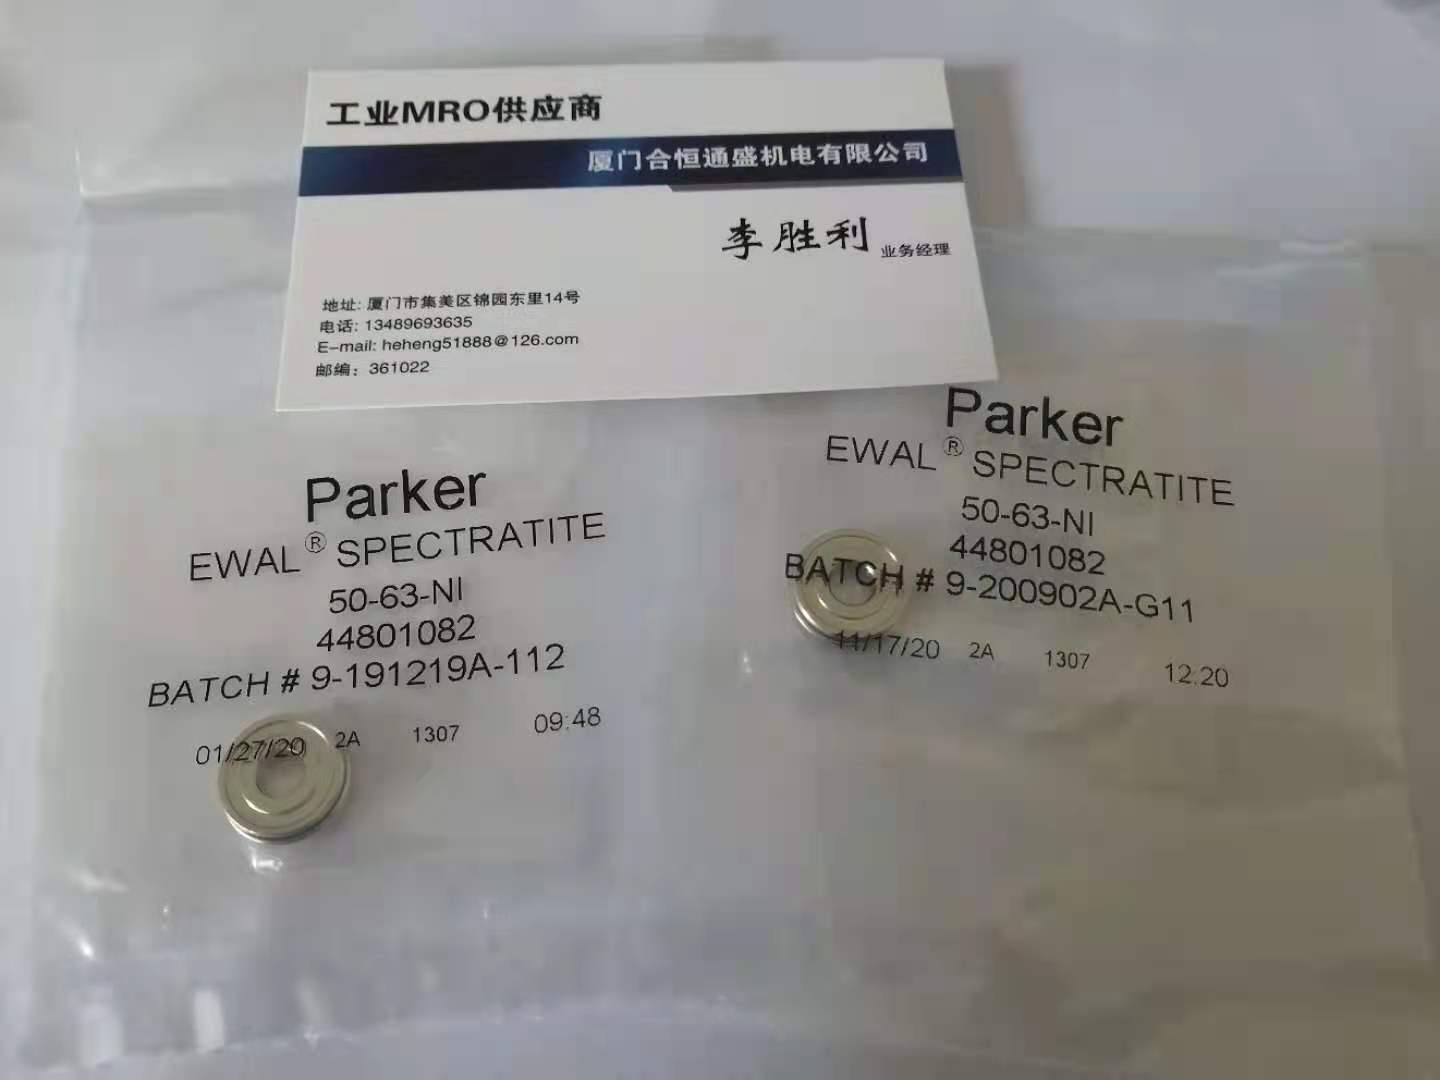 工业MRO供应商
厦门合恒通盛机电有限公司
李胜利 业务经理
地址: 厦门市集美区锦园东里14号
电话: 13489693635
E-mail: heheng51888@126.com
邮编: 361022
Parker
EWAL® SPECTRATITE
50-63-NI
44801082
BATCH # 9-191219A-112
01/27/20 2A 1307 09:48
Parker
EWAL® SPECTRATITE
50-63-NI
44801082
BATCH # 9-200902A-G11
11/17/20 2A 1307 12:20